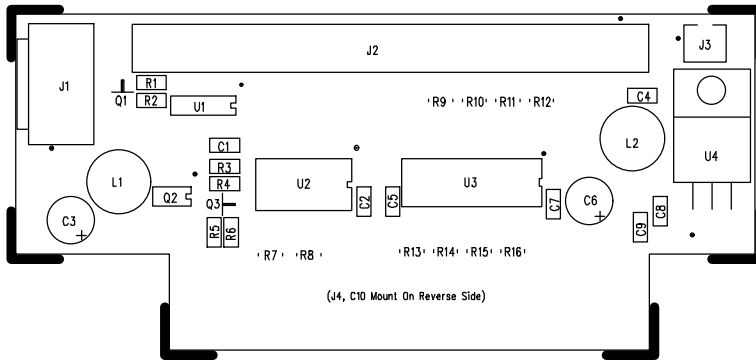 J2
J3
J1
R1
Q1
R2
U1
R9 R10 R11 R12
C4
C1
L2
U4
R3
R4
L1
Q2
Q3
U2
C2
C5
U3
C7
C6
C8
C9
C3
R5
R6
R7 R8
R13 R14 R15 R16
(J4, C10 Mount On Reverse Side)